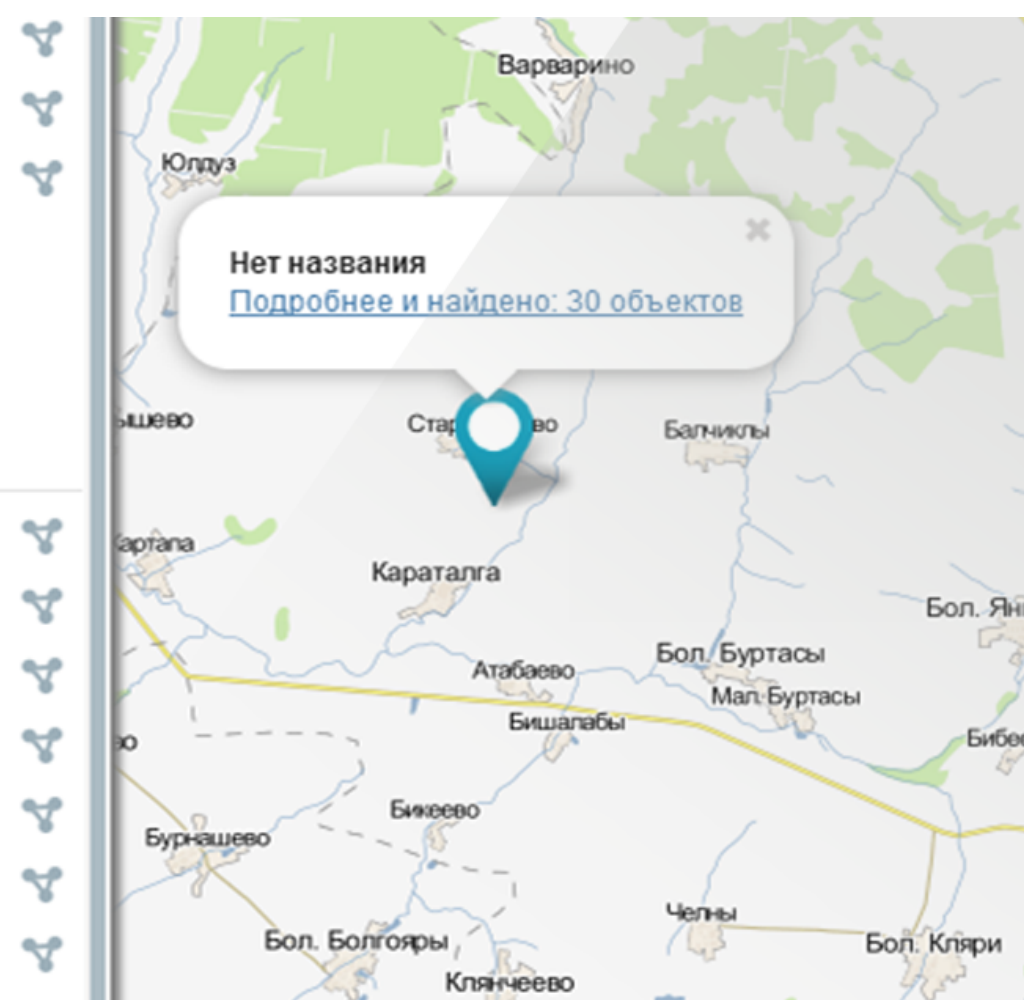 Варварино
Юлдуз
Нет названия
Подробнее и найдено: 30 объектов
Балчиклы
Караталга
Бол. Буртасы
Атабаево
Мал. Буртасы
Бишалабы
Бикеево
Бурнашево
Челны
Бол. Болгояры
Бол. Кляри
Клянчеево